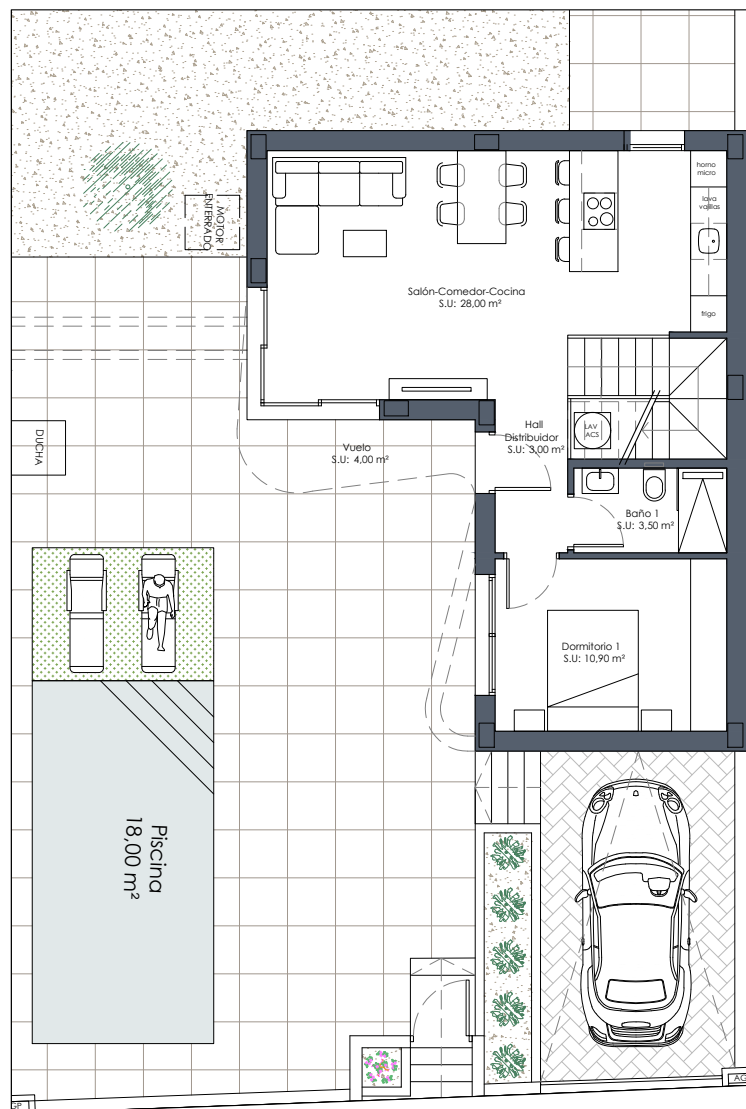 horno
micro
lava
vajillas
MOTOR
ENTERRADO
Salón-Comedor-Cocina
S.U: 28,00 m²
frigo
Hall
Distribuidor
S.U: 3,00 m²
LAV
ACS
DUCHA
Vuelo
S.U: 4,00 m²
Baño 1
S.U: 3,50 m²
Dormitorio 1
S.U: 10,90 m²
Piscina
18,00 m²
AG
GP